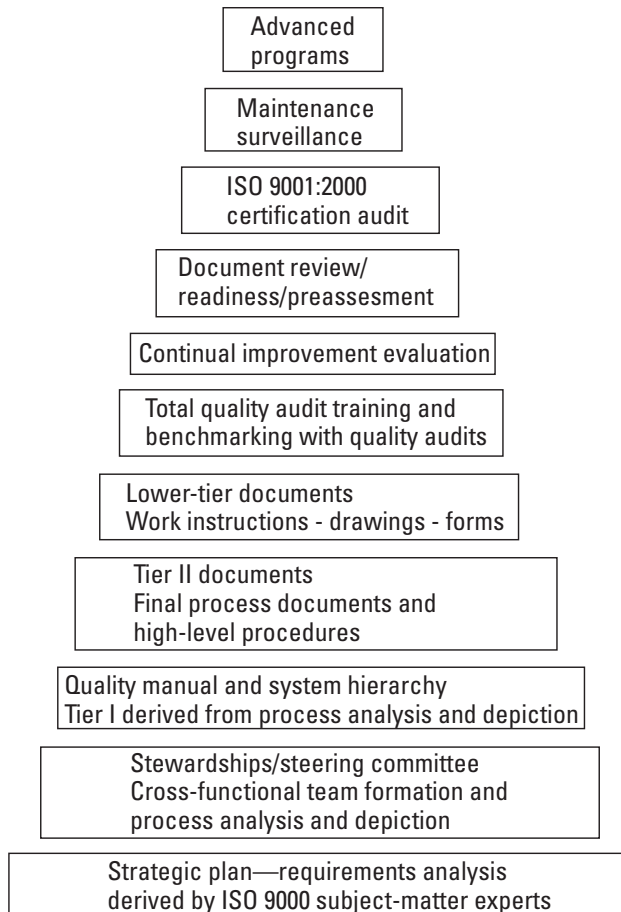 Advanced
programs
Maintenance
surveillance
ISO 9001:2000
certification audit
Document review/
readiness/preassesment
Continual improvement evaluation
Total quality audit training and
benchmarking with quality audits
Lower-tier documents
Work instructions - drawings - forms
Tier II documents
Final process documents and
high-level procedures
Quality manual and system hierarchy
Tier I derived from process analysis and depiction
Stewardships/steering committee
Cross-functional team formation and
process analysis and depiction
Strategic plan—requirements analysis
derived by ISO 9000 subject-matter experts